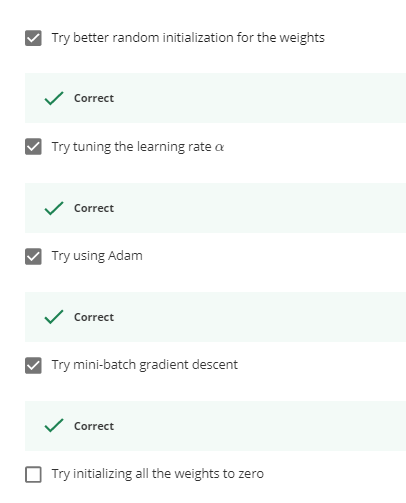 Try better random initialization for the weights
Correct
Try tuning the learning rate α
Correct
Try using Adam
Correct
Try mini-batch gradient descent
Correct
Try initializing all the weights to zero